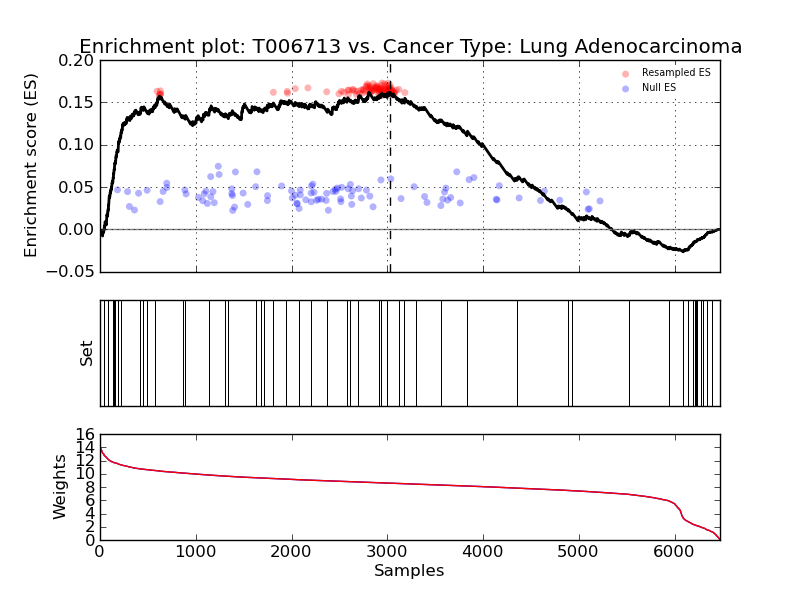 Enrichment plot: T006713 vs. Cancer Type: Lung Adenocarcinoma
0.20
0.15
0.10
0.05
0.00
−0.05
Enrichment score (ES)
Resampled ES
Null ES
Set
16
14
12
10
8
6
4
2
0
Weights
0 1000 2000 3000 4000 5000 6000
Samples